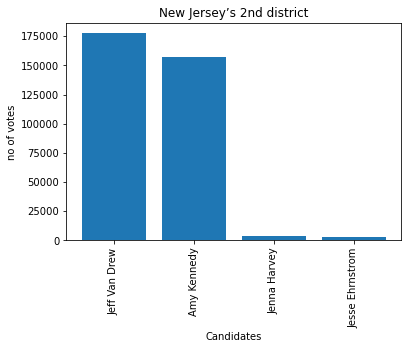 New Jersey’s 2nd district
175000
150000
125000
100000
75000
50000
25000
0
no of votes
Jeff Van Drew
Amy Kennedy
Jenna Harvey
Jesse Ehrnstrom
Candidates